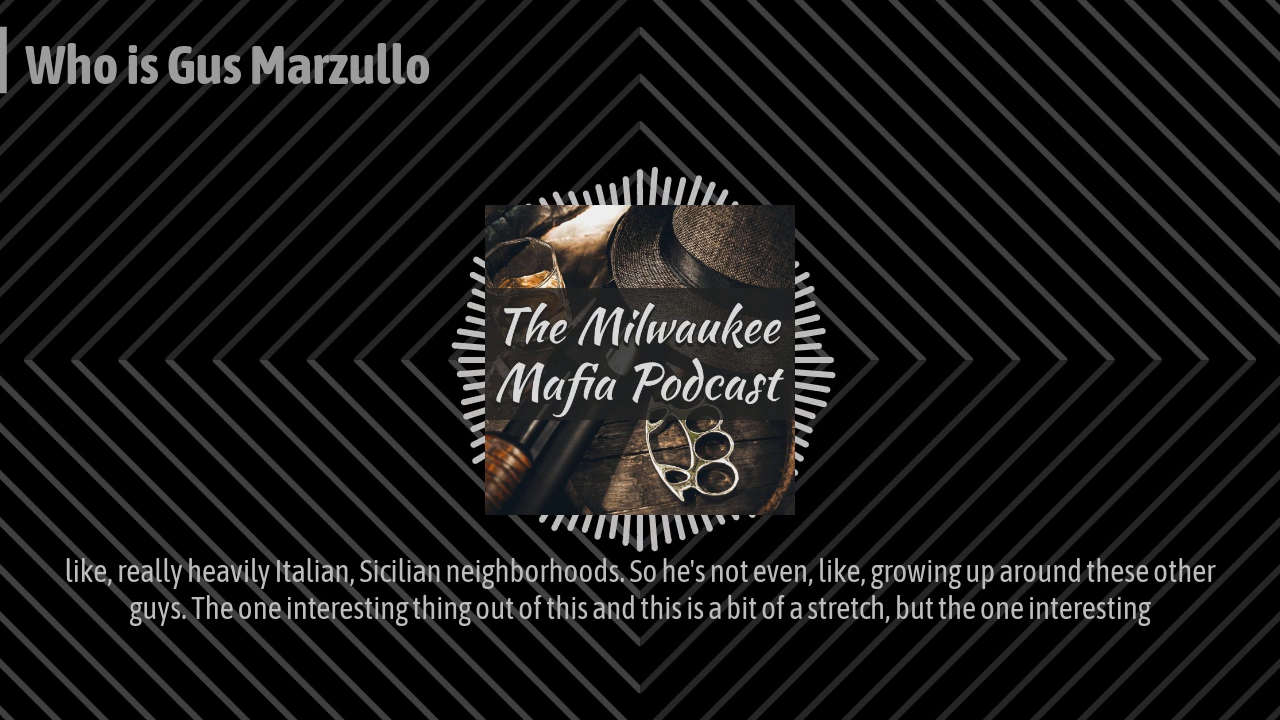 Who is Gus Marzullo
The Milwaukee
Mafia Podcast
like, really heavily Italian, Sicilian neighborhoods. So he's not even, like, growing up around these other
guys. The one interesting thing out of this and this is a bit of a stretch, but the one interesting